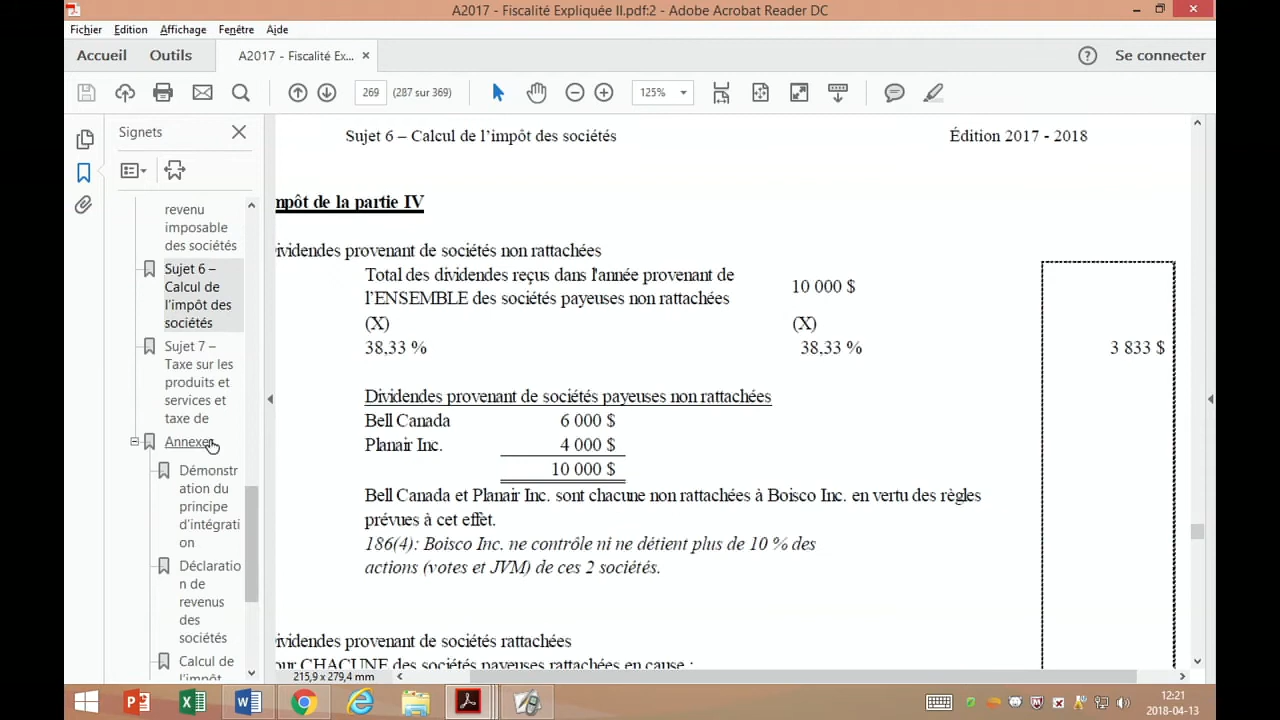 A2017 - Fiscalité Expliquée II.pdf:2 - Adobe Acrobat Reader DC
Fichier Edition Affichage Fenêtre Aide
Accueil Outils A2017 - Fiscalité Ex... × Se connecter
269 (287 sur 369) 125%
Signets
revenu
imposable
des sociétés
Sujet 6 –
Calcul de
l'impôt des
sociétés
Sujet 7 –
Taxe sur les
produits et
services et
taxe de
Annexes
Démonstr
ation du
principe
d'intégrati
on
Déclaratio
n de
revenus
des
sociétés
Calcul de
l'impôt
Sujet 6 – Calcul de l'impôt des sociétés Édition 2017 - 2018
mpôt de la partie IV
ividendes provenant de sociétés non rattachées
Total des dividendes reçus dans l'année provenant de
l'ENSEMBLE des sociétés payeuses non rattachées 10 000 $
(X) (X)
38,33 % 38,33 % 3 833 $
Dividendes provenant de sociétés payeuses non rattachées
Bell Canada 6 000 $
Planair Inc. 4 000 $
10 000 $
Bell Canada et Planair Inc. sont chacune non rattachées à Boisco Inc. en vertu des règles
prévues à cet effet.
186(4): Boisco Inc. ne contrôle ni ne détient plus de 10 % des
actions (votes et JVM) de ces 2 sociétés.
ividendes provenant de sociétés rattachées
our CHACUNE des sociétés payeuses rattachées en cause :
215,9 x 279,4 mm
12:21
2018-04-13